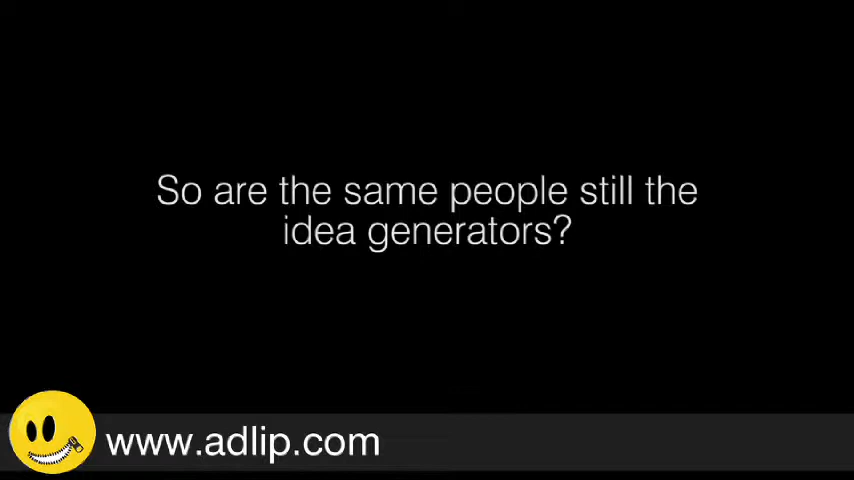 So are the same people still the
idea generators?
www.adlip.com